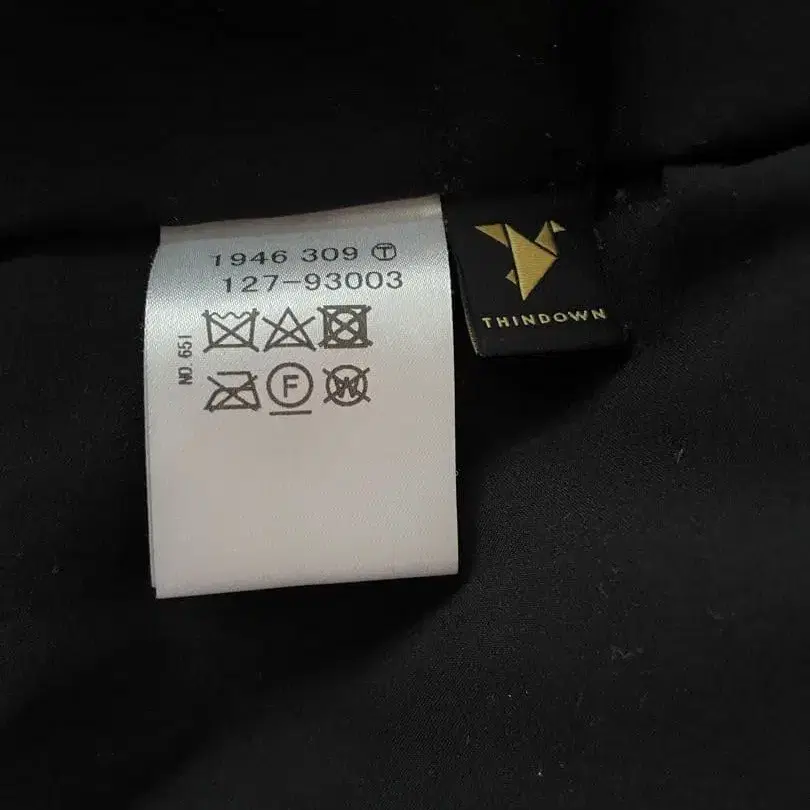 1946 309 Ⓣ
127-93003
NO. 651
F
W
THINDOWN